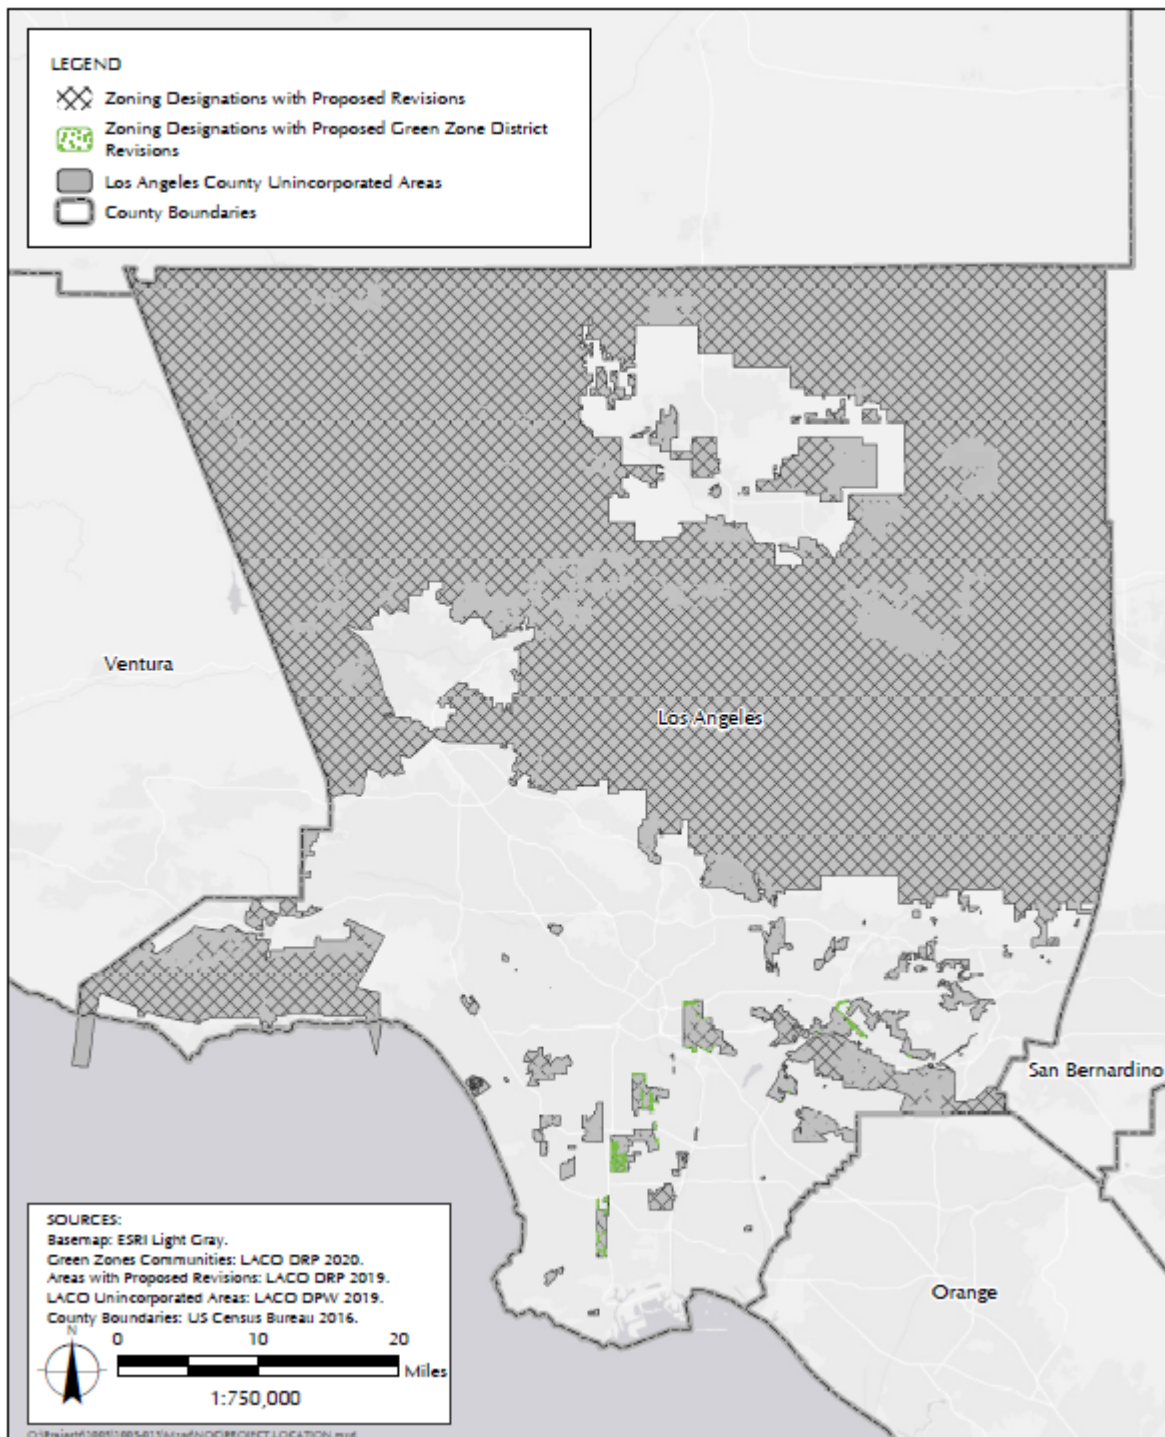 LEGEND
Zoning Designations with Proposed Revisions
Zoning Designations with Proposed Green Zone District
Revisions
Los Angeles County Unincorporated Areas
County Boundaries
Ventura
Los Angeles
San Bernardino
Orange
SOURCES:
Basemap: ESRI Light Gray.
Green Zones Communities: LACO DRP 2020.
Areas with Proposed Revisions: LACO DRP 2019.
LACO Unincorporated Areas: LACO DPW 2019.
County Boundaries: US Census Bureau 2016.
N
0 10 20
Miles
1:750,000